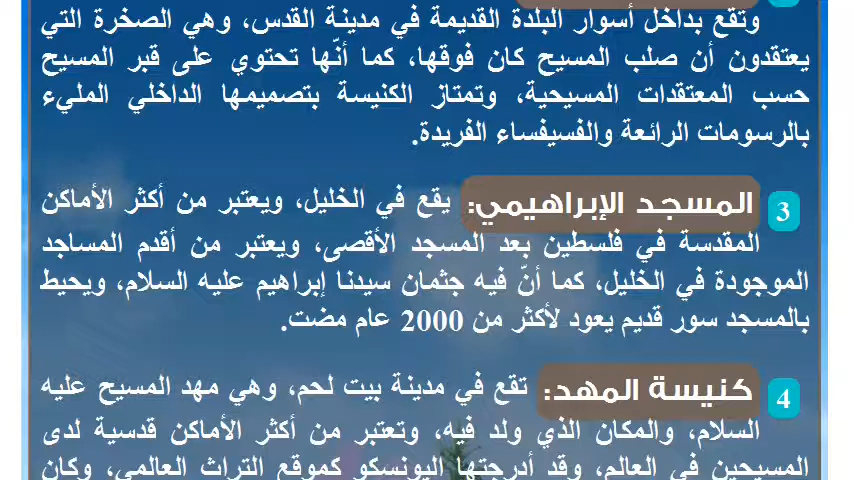 وتقع بداخل أسوار البلدة القديمة في مدينة القدس، وهي الصخرة التي
يعتقدون أن صلب المسيح كان فوقها، كما أنّها تحتوي على قبر المسيح
حسب المعتقدات المسيحية، وتمتاز الكنيسة بتصميمها الداخلي المليء
بالرسومات الرائعة والفسيفساء الفريدة.
3 المسجد الإبراهيمي: يقع في الخليل، ويعتبر من أكثر الأماكن
المقدسة في فلسطين بعد المسجد الأقصى، ويعتبر من أقدم المساجد
الموجودة في الخليل، كما أنّ فيه جثمان سيدنا إبراهيم عليه السلام، ويحيط
بالمسجد سور قديم يعود لأكثر من 2000 عام مضت.
4 كنيسة المهد: تقع في مدينة بيت لحم، وهي مهد المسيح عليه
السلام، والمكان الذي ولد فيه، وتعتبر من أكثر الأماكن قدسية لدى
المسيحين في العالم، وقد أدرجتها اليونسكو كموقع التراث العالمي، وكان